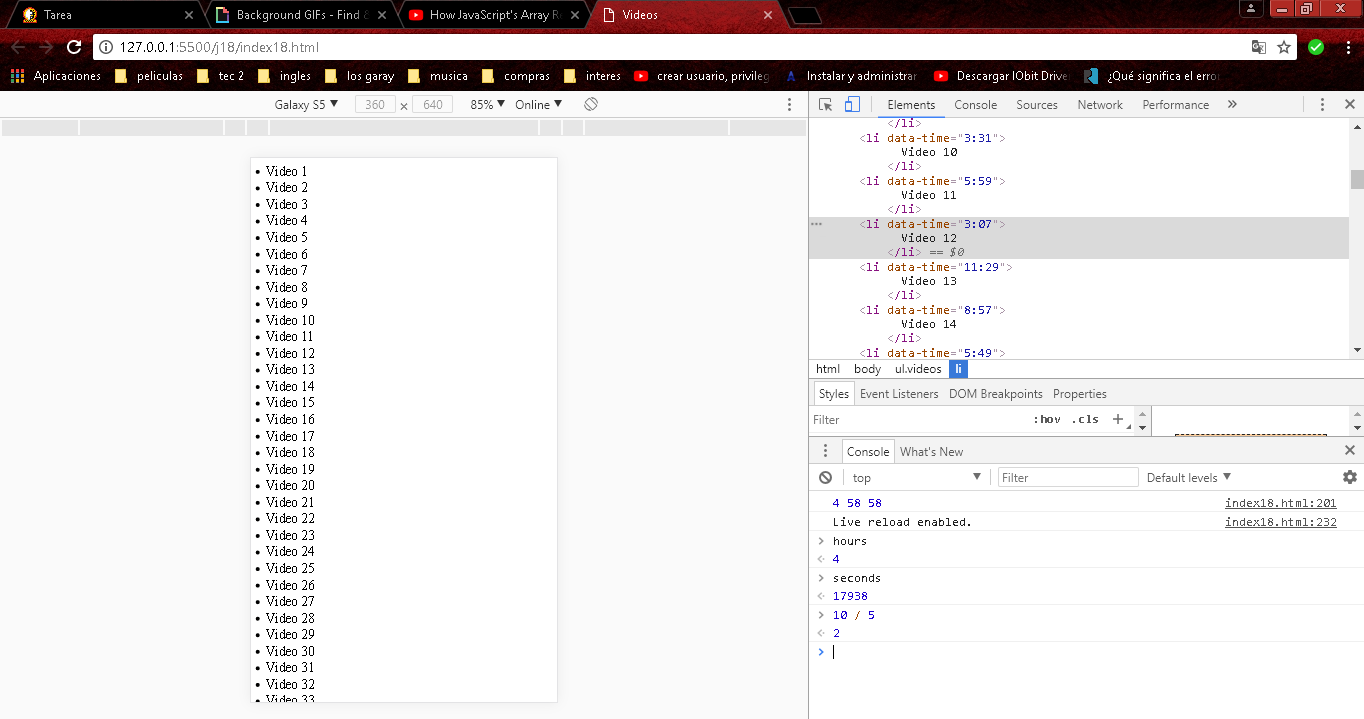 Tarea
Background GIFs - Find &
How JavaScript's Array Re
Videos
127.0.0.1:5500/j18/index18.html
Aplicaciones
peliculas
tec 2
ingles
los garay
musica
compras
interes
crear usuario, privileg
Instalar y administrar
Descargar IObit Drive
¿Qué significa el erro
Galaxy S5 ▼ 360 × 640 85% ▼ Online ▼
Elements Console Sources Network Performance »
• Video 1
• Video 2
• Video 3
• Video 4
• Video 5
• Video 6
• Video 7
• Video 8
• Video 9
• Video 10
• Video 11
• Video 12
• Video 13
• Video 14
• Video 15
• Video 16
• Video 17
• Video 18
• Video 19
• Video 20
• Video 21
• Video 22
• Video 23
• Video 24
• Video 25
• Video 26
• Video 27
• Video 28
• Video 29
• Video 30
• Video 31
• Video 32
• Video 33
</li>
<li data-time="3:31">
Video 10
</li>
<li data-time="5:59">
Video 11
</li>
<li data-time="3:07">
Video 12
</li> == $0
<li data-time="11:29">
Video 13
</li>
<li data-time="8:57">
Video 14
</li>
<li data-time="5:49">
html body ul.videos li
Styles Event Listeners DOM Breakpoints Properties
Filter :hov .cls +
Console What's New
top ▼ Filter Default levels ▼
4 58 58 index18.html:201
Live reload enabled. index18.html:232
> hours
4
> seconds
17938
> 10 / 5
2
>